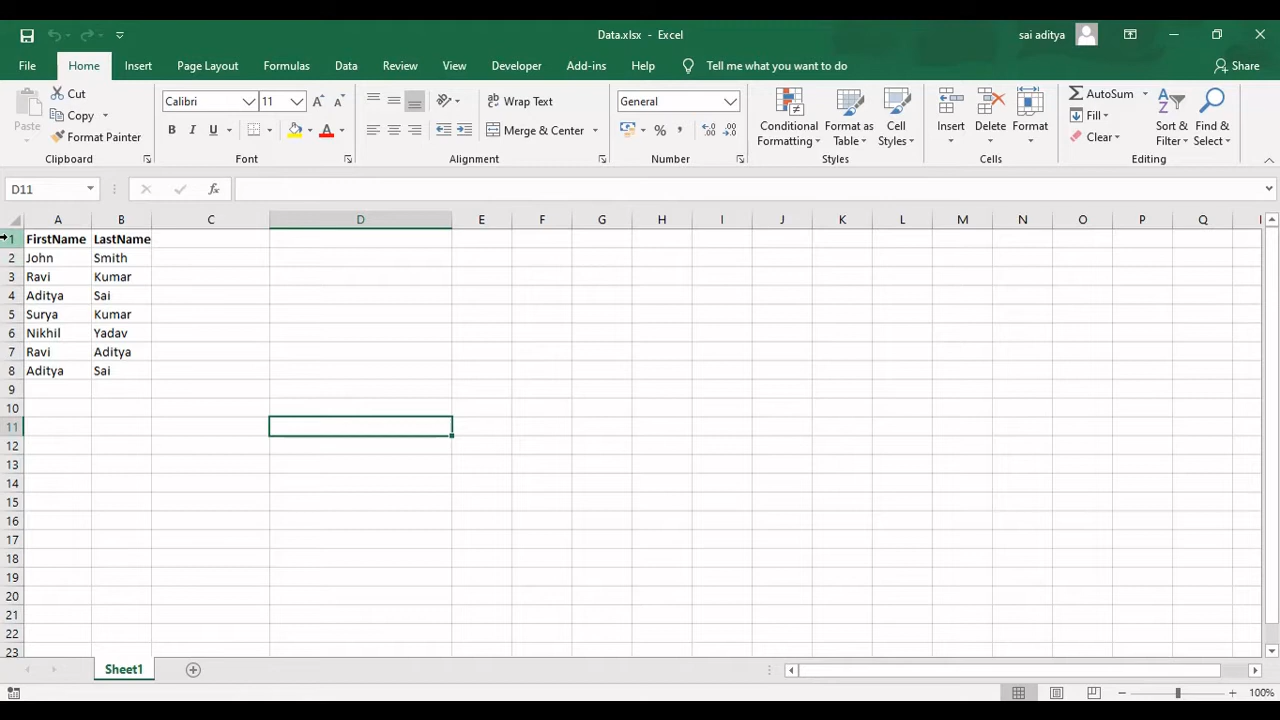 Data.xlsx - Excel
sai aditya
File Home Insert Page Layout Formulas Data Review View Developer Add-ins Help Tell me what you want to do Share
Paste
Cut
Copy
Format Painter
Clipboard
Calibri 11
B I U A
Font
ab Wrap Text
Merge & Center
Alignment
General
% ,
Number
Conditional Formatting
Format as Table
Cell Styles
Styles
Insert Delete Format
Cells
AutoSum
Fill
Clear
Sort & Filter
Find & Select
Editing
D11 fx
A B C D E F G H I J K L M N O P Q
1 FirstName LastName
2 John Smith
3 Ravi Kumar
4 Aditya Sai
5 Surya Kumar
6 Nikhil Yadav
7 Ravi Aditya
8 Aditya Sai
9
10
11
12
13
14
15
16
17
18
19
20
21
22
23
Sheet1
100%